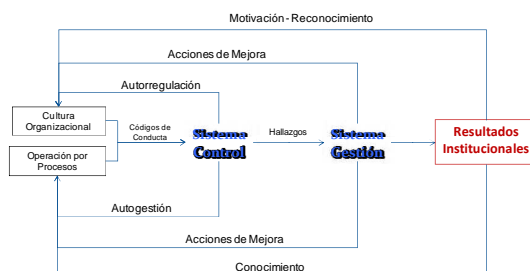 Motivación - Reconocimiento
Acciones de Mejora
Autorregulación
Cultura
Organizacional
Códigos de
Conducta
Sistema
Control
Hallazgos
Sistema
Gestión
Resultados
Institucionales
Operación por
Procesos
Autogestión
Acciones de Mejora
Conocimiento